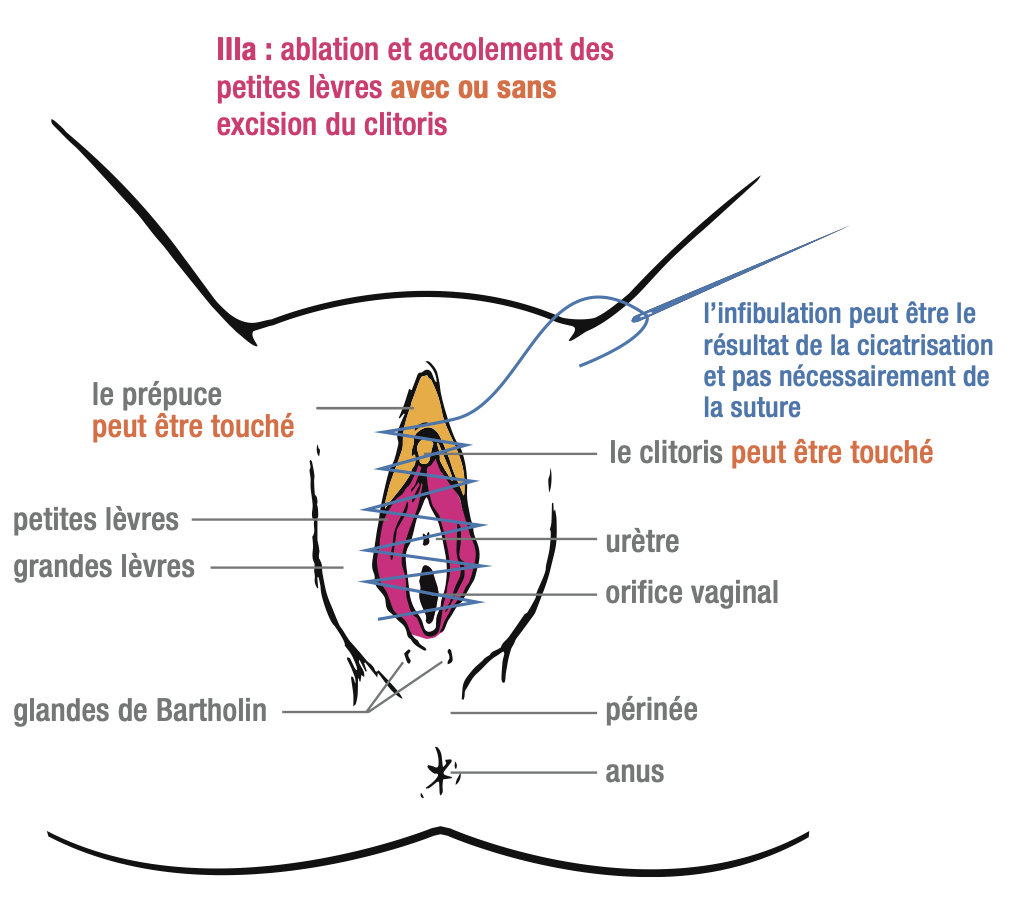 IIIa : ablation et accolement des
petites lèvres avec ou sans
excision du clitoris
l'infibulation peut être le
résultat de la cicatrisation
et pas nécessairement de
la suture
le prépuce
peut être touché
le clitoris peut être touché
petites lèvres
urètre
grandes lèvres
orifice vaginal
glandes de Bartholin
périnée
anus